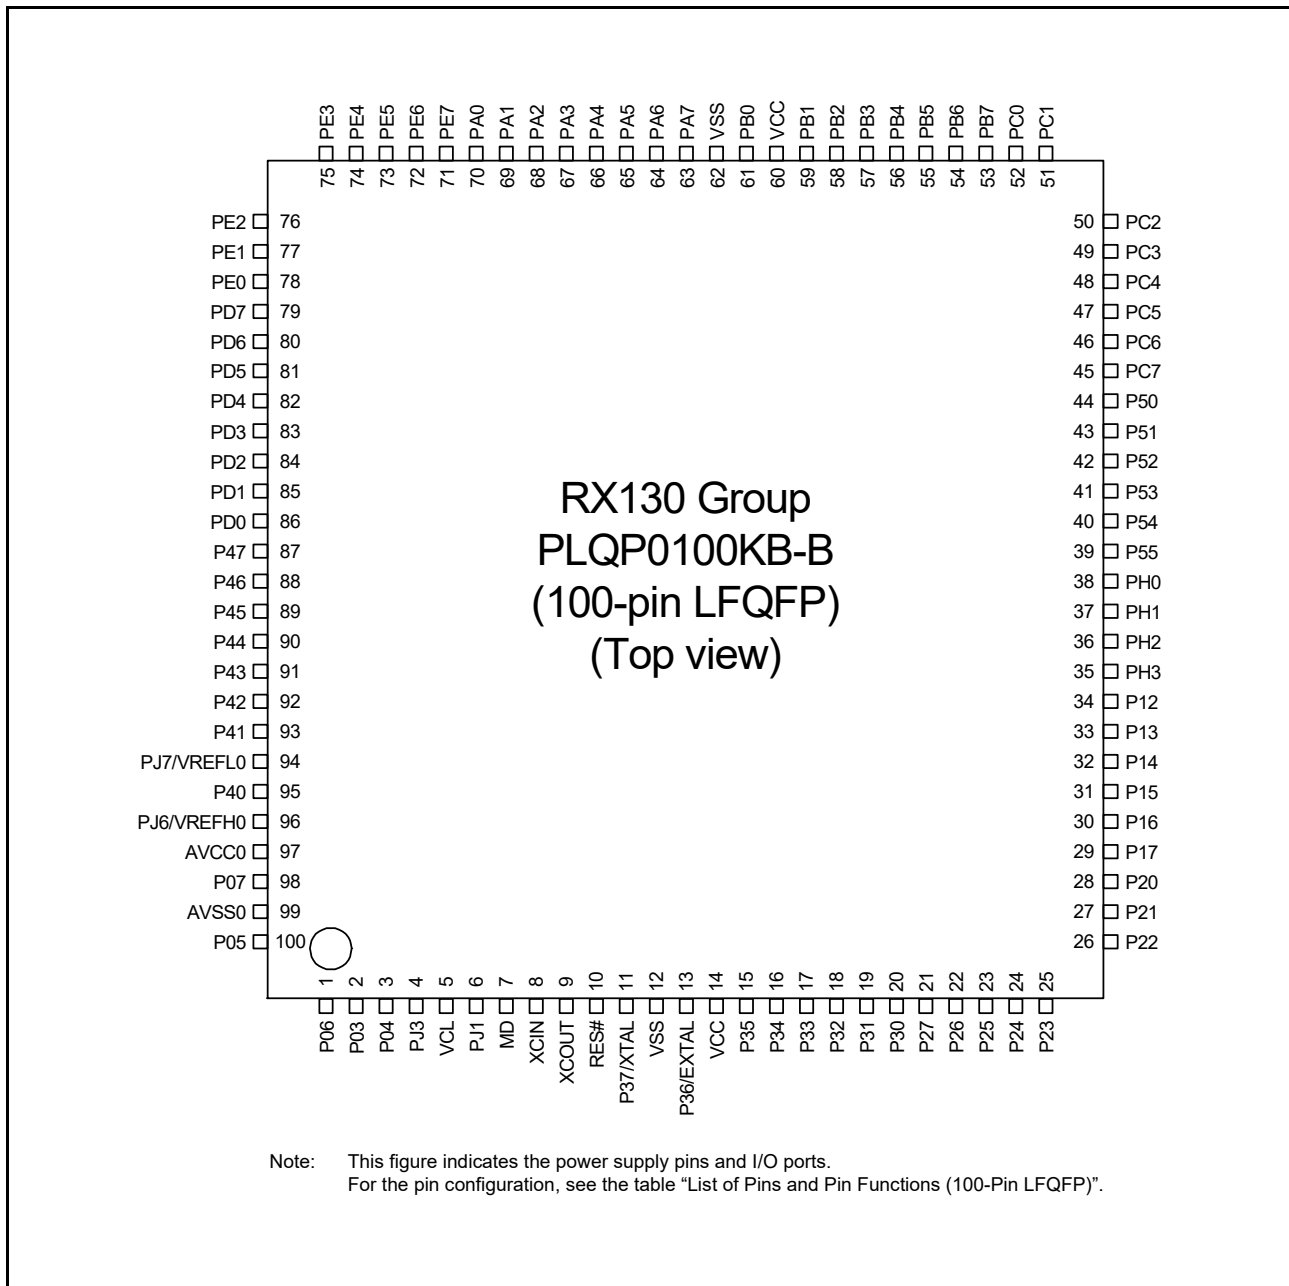 PE3 PE4 PE5 PE6 PE7 PA0 PA1 PA2 PA3 PA4 PA5 PA6 PA7 VSS PB0 VCC PB1 PB2 PB3 PB4 PB5 PB6 PB7 PC0 PC1
75 74 73 72 71 70 69 68 67 66 65 64 63 62 61 60 59 58 57 56 55 54 53 52 51
PE2 76 50 PC2
PE1 77 49 PC3
PE0 78 48 PC4
PD7 79 47 PC5
PD6 80 46 PC6
PD5 81 45 PC7
PD4 82 44 P50
PD3 83 43 P51
PD2 84 42 P52
PD1 85 41 P53
PD0 86 40 P54
P47 87 39 P55
P46 88 38 PH0
P45 89 37 PH1
P44 90 36 PH2
P43 91 35 PH3
P42 92 34 P12
P41 93 33 P13
PJ7/VREFL0 94 32 P14
P40 95 31 P15
PJ6/VREFH0 96 30 P16
AVCC0 97 29 P17
P07 98 28 P20
AVSS0 99 27 P21
P05 100 26 P22
RX130 Group
PLQP0100KB-B
(100-pin LFQFP)
(Top view)
1 2 3 4 5 6 7 8 9 10 11 12 13 14 15 16 17 18 19 20 21 22 23 24 25
P06 P03 P04 PJ3 VCL PJ1 MD XCIN XCOUT RES# P37/XTAL VSS P36/EXTAL VCC P35 P34 P33 P32 P31 P30 P27 P26 P25 P24 P23
Note: This figure indicates the power supply pins and I/O ports.
For the pin configuration, see the table “List of Pins and Pin Functions (100-Pin LFQFP)”.